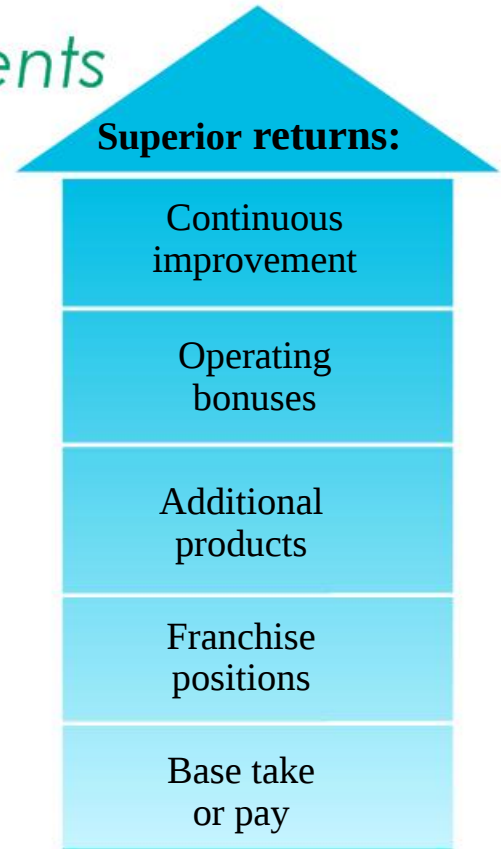 ents
Superior returns:
Continuous
improvement
Operating
bonuses
Additional
products
Franchise
positions
Base take
or pay